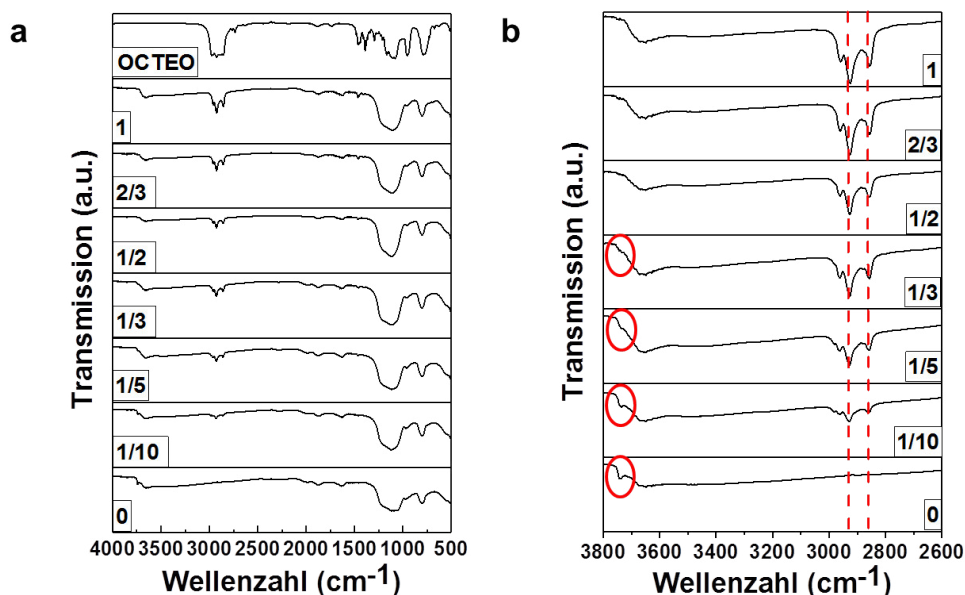 a
Transmission (a.u.)
OCTEO
1
2/3
1/2
1/3
1/5
1/10
0
4000 3500 3000 2500 2000 1500 1000 500
Wellenzahl (cm-1)
b
Transmission (a.u.)
1
2/3
1/2
1/3
1/5
1/10
0
3800 3600 3400 3200 3000 2800 2600
Wellenzahl (cm-1)